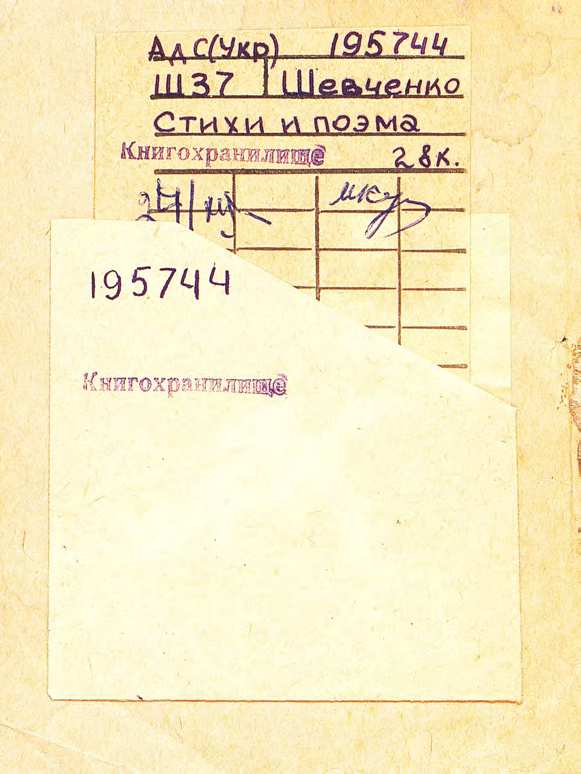 АдС(Укр) 195744
Ш37 Шевченко
Стихи и поэма
Книгохранилище 28к.
195744
Книгохранилище